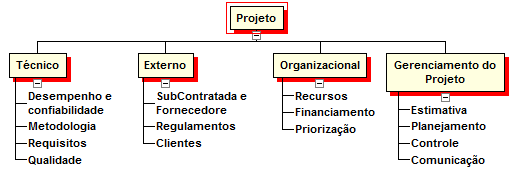 Projeto
Técnico
Desempenho e
confiabilidade
Metodologia
Requisitos
Qualidade
Externo
SubContratada e
Fornecedore
Regulamentos
Clientes
Organizacional
Recursos
Financiamento
Priorização
Gerenciamento do
Projeto
Estimativa
Planejamento
Controle
Comunicação